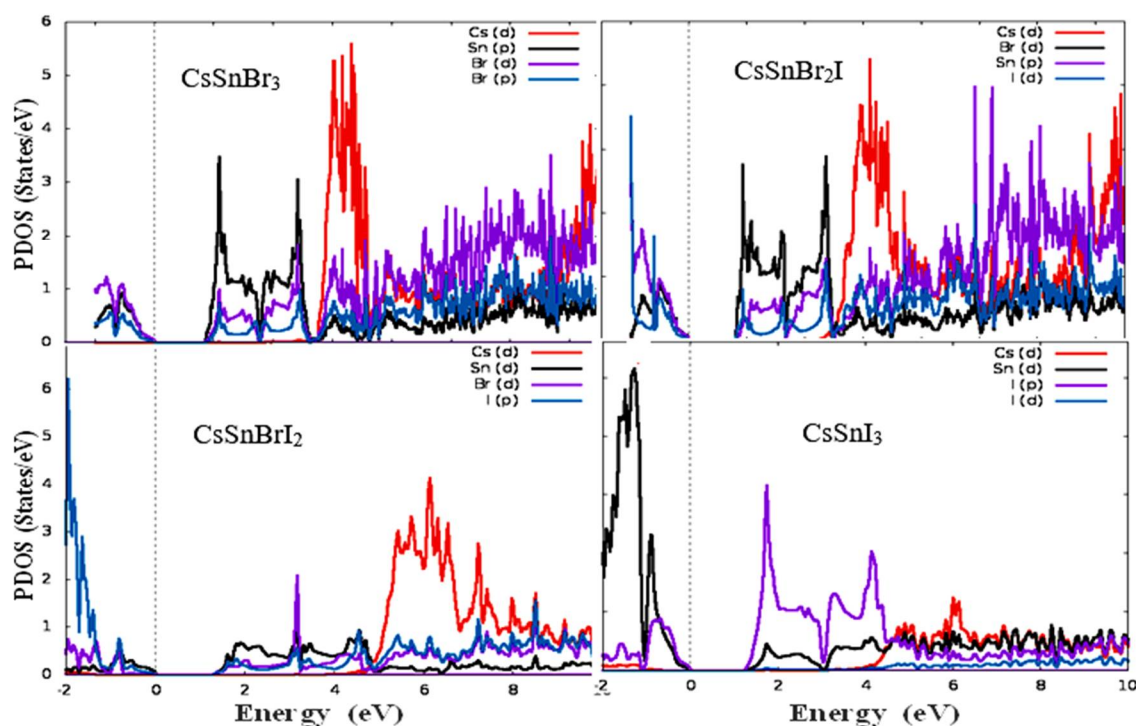 6
5
4
3
2
1
0
PDOS (States/eV)
CsSnBr₃
Cs (d)
Sn (p)
Br (d)
Br (p)
CsSnBr₂I
Cs (d)
Br (d)
Sn (p)
I (d)
6
5
4
3
2
1
0
PDOS (States/eV)
CsSnBrI₂
Cs (d)
Sn (d)
Br (d)
I (p)
CsSnI₃
Cs (d)
Sn (d)
I (p)
I (d)
-2 0 2 4 6 8
-2 0 2 4 6 8 10
Energy (eV)
Energy (eV)